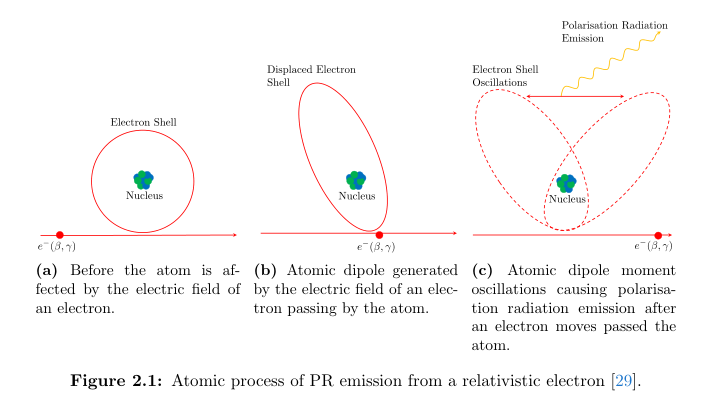 Polarisation Radiation
Emission
Displaced Electron
Shell
Electron Shell
Oscillations
Electron Shell
Nucleus
Nucleus
Nucleus
e⁻(β, γ)
e⁻(β, γ)
e⁻(β, γ)
(a) Before the atom is af-
fected by the electric field of
an electron.
(b) Atomic dipole generated
by the electric field of an elec-
tron passing by the atom.
(c) Atomic dipole moment
oscillations causing polarisa-
tion radiation emission after
an electron moves passed the
atom.
Figure 2.1: Atomic process of PR emission from a relativistic electron [29].